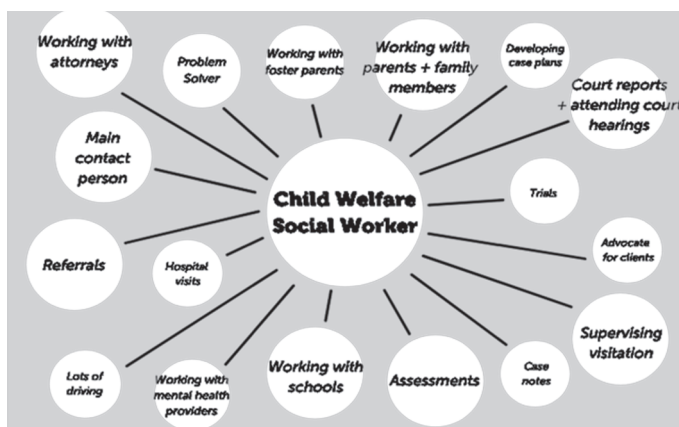 Working with
attorneys
Problem
Solver
Working with
foster parents
Working with
parents + family
members
Developing
case plans
Court reports
+ attending court
hearings
Main
contact
person
Child Welfare
Social Worker
Trials
Referrals
Hospital
visits
Advocate
for clients
Supervising
visitation
Lots of
driving
Working with
mental health
providers
Working with
schools
Assessments
Case
notes